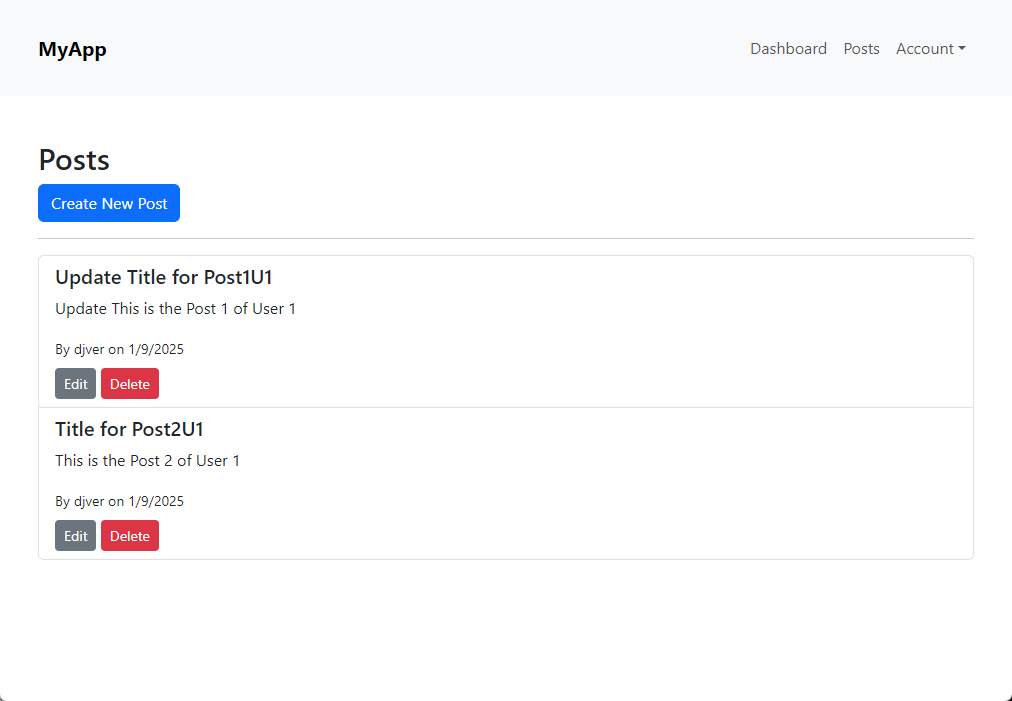 MyApp
Dashboard Posts Account
Posts
Create New Post
Update Title for Post1U1
Update This is the Post 1 of User 1
By djver on 1/9/2025
Edit Delete
Title for Post2U1
This is the Post 2 of User 1
By djver on 1/9/2025
Edit Delete